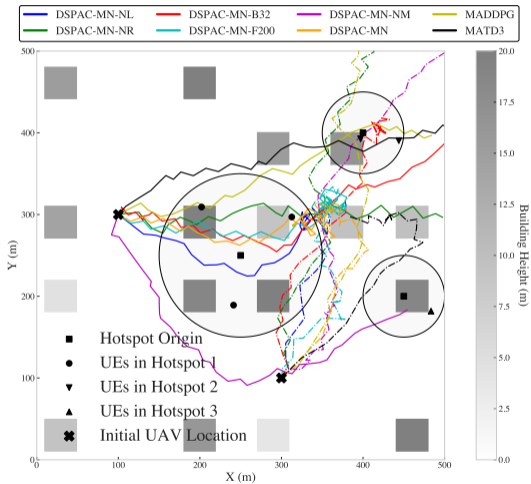 DSPAC-MN-NL DSPAC-MN-B32 DSPAC-MN-NM MADDPG
DSPAC-MN-NR DSPAC-MN-F200 DSPAC-MN MATD3
500
400
300
200
100
0
Y (m)
Hotspot Origin
UEs in Hotspot 1
UEs in Hotspot 2
UEs in Hotspot 3
Initial UAV Location
0 100 200 300 400 500
X (m)
20.0
17.5
15.0
12.5
10.0
7.5
5.0
2.5
0.0
Building Height (m)